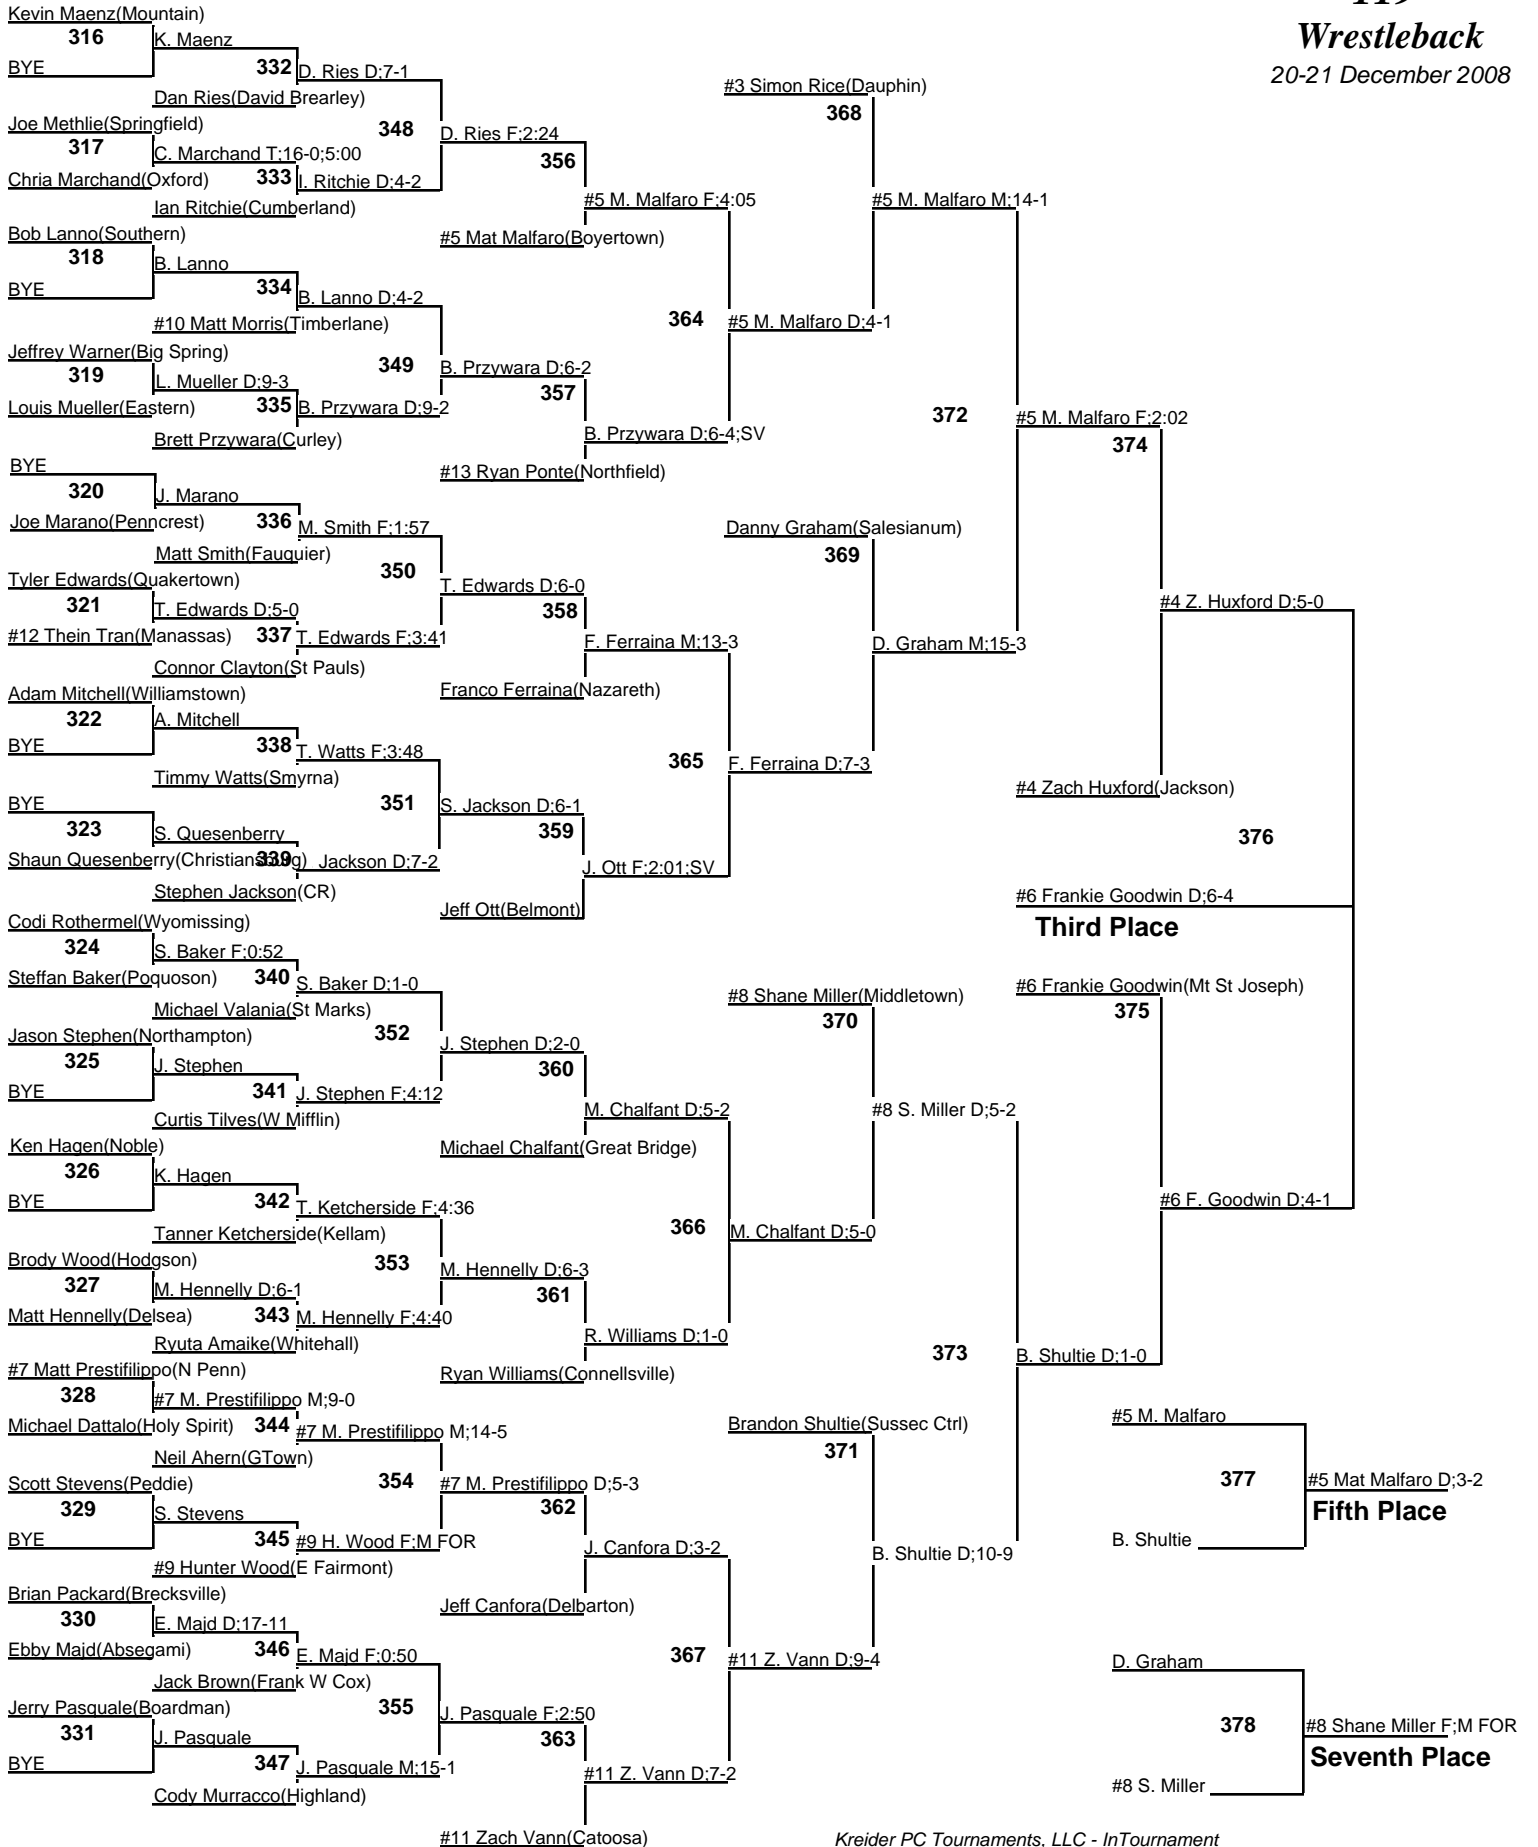 Wrestleback
20-21 December 2008
Kevin Maenz(Mountain)
316
K. Maenz
BYE
332
D. Ries D;7-1
Dan Ries(David Brearley)
Joe Methlie(Springfield)
348
D. Ries F;2:24
317
C. Marchand T;16-0;5:00
356
Chria Marchand(Oxford)
333
I. Ritchie D;4-2
Ian Ritchie(Cumberland)
#5 M. Malfaro F;4:05
Bob Lanno(Southern)
#5 Mat Malfaro(Boyertown)
318
B. Lanno
BYE
334
B. Lanno D;4-2
#10 Matt Morris(Timberlane)
364
#5 M. Malfaro D;4-1
Jeffrey Warner(Big Spring)
349
B. Przywara D;6-2
319
L. Mueller D;9-3
357
Louis Mueller(Eastern)
335
B. Przywara D;9-2
Brett Przywara(Curley)
B. Przywara D;6-4;SV
#13 Ryan Ponte(Northfield)
#3 Simon Rice(Dauphin)
368
#5 M. Malfaro M;14-1
372
#5 M. Malfaro F;2:02
374
BYE
320
J. Marano
Joe Marano(Penncrest)
336
M. Smith F;1:57
Matt Smith(Fauquier)
350
T. Edwards D;6-0
Tyler Edwards(Quakertown)
321
T. Edwards D;5-0
358
#12 Thein Tran(Manassas)
337
T. Edwards F;3:41
F. Ferraina M;13-3
Connor Clayton(St Pauls)
Franco Ferraina(Nazareth)
Danny Graham(Salesianum)
369
D. Graham M;15-3
#4 Z. Huxford D;5-0
Adam Mitchell(Williamstown)
322
A. Mitchell
BYE
338
T. Watts F;3:48
365
F. Ferraina D;7-3
Timmy Watts(Smyrna)
351
S. Jackson D;6-1
#4 Zach Huxford(Jackson)
BYE
323
S. Quesenberry
359
376
Shaun Quesenberry(Christiansburg)
339
Jackson D;7-2
J. Ott F;2:01;SV
Stephen Jackson(CR)
Jeff Ott(Belmont)
#6 Frankie Goodwin D;6-4
Third Place
Codi Rothermel(Wyomissing)
324
S. Baker F;0:52
Steffan Baker(Poquoson)
340
S. Baker D;1-0
Michael Valania(St Marks)
#8 Shane Miller(Middletown)
#6 Frankie Goodwin(Mt St Joseph)
370
375
Jason Stephen(Northampton)
352
J. Stephen D;2-0
325
J. Stephen
360
BYE
341
J. Stephen F;4:12
Curtis Tilves(W Mifflin)
M. Chalfant D;5-2
#8 S. Miller D;5-2
Ken Hagen(Noble)
Michael Chalfant(Great Bridge)
326
K. Hagen
BYE
342
T. Ketcherside F;4:36
#6 F. Goodwin D;4-1
Tanner Ketcherside(Kellam)
366
M. Chalfant D;5-0
Brody Wood(Hodgson)
353
M. Hennelly D;6-3
327
M. Hennelly D;6-1
361
Matt Hennelly(Delsea)
343
M. Hennelly F;4:40
Ryuta Amaike(Whitehall)
R. Williams D;1-0
373
B. Shultie D;1-0
#7 Matt Prestifilippo(N Penn)
Ryan Williams(Connellsville)
328
#7 M. Prestifilippo M;9-0
Michael Dattalo(Holy Spirit)
344
#7 M. Prestifilippo M;14-5
Neil Ahern(GTown)
Brandon Shultie(Sussec Ctrl)
371
#5 M. Malfaro
Scott Stevens(Peddie)
354
#7 M. Prestifilippo D;5-3
377
#5 Mat Malfaro D;3-2
Fifth Place
329
S. Stevens
362
BYE
345
#9 H. Wood F;M FOR
J. Canfora D;3-2
B. Shultie D;10-9
B. Shultie
#9 Hunter Wood(E Fairmont)
Brian Packard(Brecksville)
Jeff Canfora(Delbarton)
330
E. Majd D;17-11
Ebby Majd(Absegami)
346
E. Majd F;0:50
367
#11 Z. Vann D;9-4
D. Graham
Jack Brown(Frank W Cox)
Jerry Pasquale(Boardman)
355
J. Pasquale F;2:50
378
#8 Shane Miller F;M FOR
Seventh Place
331
J. Pasquale
363
BYE
347
J. Pasquale M;15-1
#11 Z. Vann D;7-2
#8 S. Miller
Cody Murracco(Highland)
#11 Zach Vann(Catoosa)
Kreider PC Tournaments, LLC - InTournament